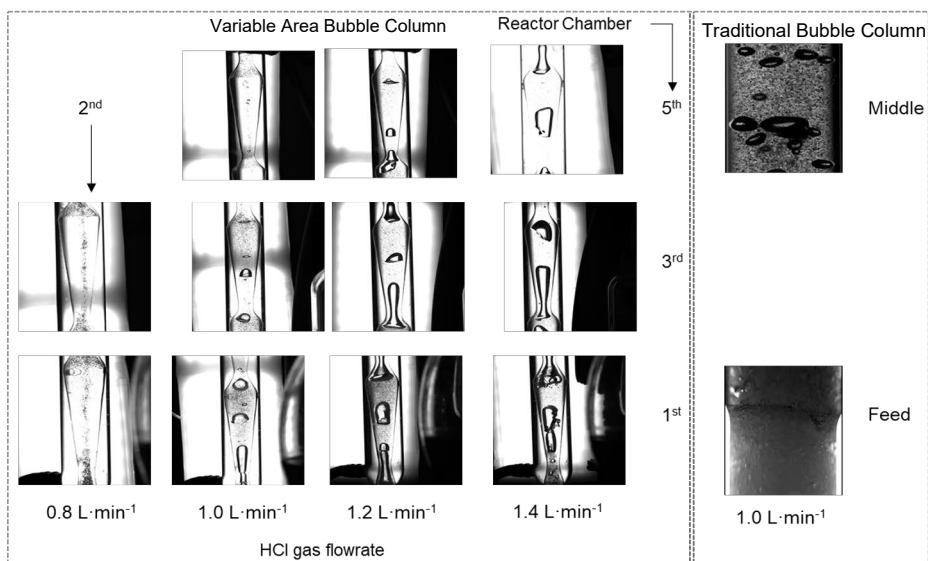 Variable Area Bubble Column
Reactor Chamber
Traditional Bubble Column
2nd
5th
Middle
3rd
1st
Feed
0.8 L·min-1
1.0 L·min-1
1.2 L·min-1
1.4 L·min-1
1.0 L·min-1
HCl gas flowrate